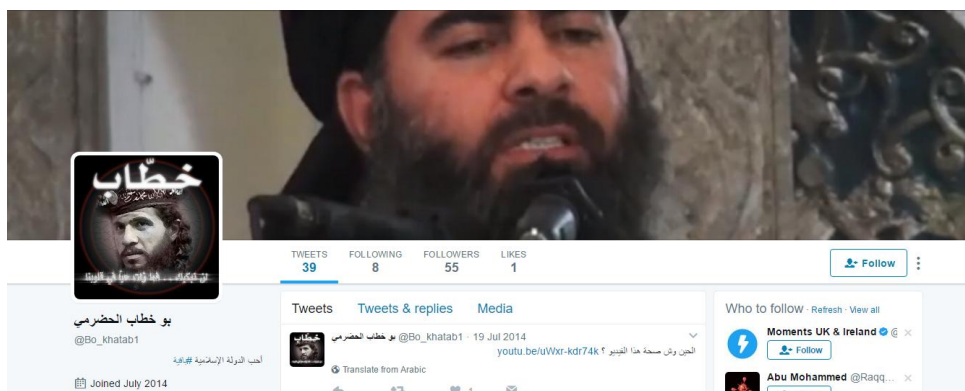 خطّاب
TWEETS FOLLOWING FOLLOWERS LIKES
39 8 55 1
Follow
بو خطاب الحضرمي
@Bo_khatab1
أحب الدولة الإسلامية #باقية
Joined July 2014
Tweets Tweets & replies Media
بو خطاب الحضرمي @Bo_khatab1 · 19 Jul 2014
الحين وش صحة هذا الفيديو ؟ youtu.be/uWxr-kdr74k
Translate from Arabic
1
Who to follow · Refresh · View all
Moments UK & Ireland @
Follow
Abu Mohammed @Raqq...